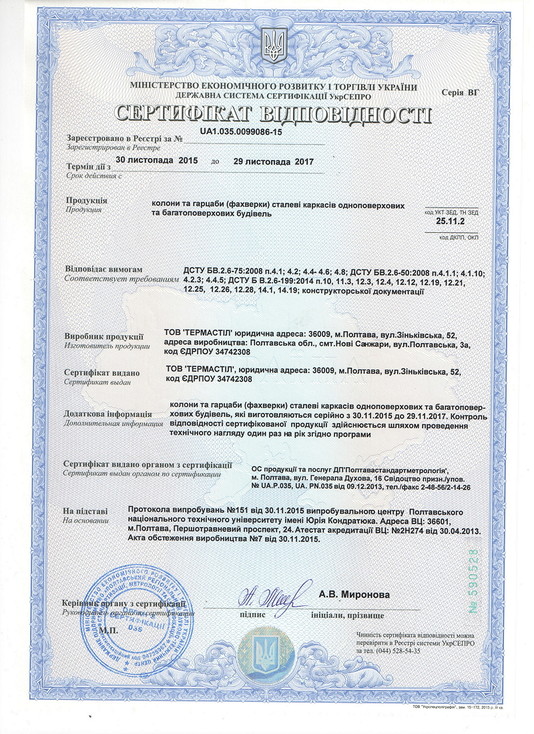 МІНІСТЕРСТВО ЕКОНОМІЧНОГО РОЗВИТКУ І ТОРГІВЛІ УКРАЇНИ
ДЕРЖАВНА СИСТЕМА СЕРТИФІКАЦІЇ УкрСЕПРО
Серія ВГ
СЕРТИФІКАТ ВІДПОВІДНОСТІ
Зареєстровано в Реєстрі за № UA1.035.0099086-15
Зарегистрирован в Реестре
Термін дії з 30 листопада 2015 до 29 листопада 2017
Срок действия с
Продукція
Продукция
колони та гарцаби (фахверки) сталеві каркасів одноповерхових
та багатоповерхових будівель
код УКТ ЗЕД, ТН ЗЕД
25.11.2
код ДКПП, ОКП
Відповідає вимогам
Соответствует требованиям
ДСТУ БВ.2.6-75:2008 п.4.1; 4.2; 4.4- 4.6; 4.8; ДСТУ БВ.2.6-50:2008 п.4.1.1; 4.1.10;
4.2.3; 4.4.5; ДСТУ Б В.2.6-199:2014 п.10, 11.3, 12.3, 12.4, 12.12, 12.19, 12.21,
12.25, 12.26, 12.28, 14.1, 14.19; конструкторської документації
Виробник продукції
Изготовитель продукции
ТОВ 'ТЕРМАСТІЛ' юридична адреса: 36009, м.Полтава, вул.Зіньківська, 52,
адреса виробництва: Полтавська обл., смт.Нові Санжари, вул.Полтавська, 3а,
код ЄДРПОУ 34742308
Сертифікат видано
Сертификат выдан
ТОВ 'ТЕРМАСТІЛ' юридична адреса: 36009, м.Полтава, вул.Зіньківська, 52,
код ЄДРПОУ 34742308
Додаткова інформація
Дополнительная информация
колони та гарцаби (фахверки) сталеві каркасів одноповерхових та багатопо-
верхових будівель, які виготовляються серійно з 30.11.2015 до 29.11.2017. Контроль
відповідності сертифікованої продукції здійснюється шляхом проведення
технічного нагляду один раз на рік згідно програми
Сертифікат видано органом з сертифікації
Сертификат выдан органом по сертификации
ОС продукції та послуг ДП'Полтавастандартметрологія',
м. Полтава, вул. Генерала Духова, 16 Свідоцтво призн./упов.
№ UA.P.035, UA. PN.035 від 09.12.2013, тел./факс 2-48-56/2-14-26
На підставі
На основании
Протокола випробувань №151 від 30.11.2015 випробувального центру Полтавського
національного технічного університету імені Юрія Кондратюка. Адреса ВЦ: 36601,
м.Полтава, Першотравневий проспект, 24.Атестат акредитації ВЦ: №2Н274 від 30.04.2013.
Акта обстеження виробництва №7 від 30.11.2015.
№ 590528
Керівник органу з сертифікації
А.В. Миронова
підпис
ініціали, прізвище
М.П.
СЕРТИФІКАЦІЇ
035
Чинність сертифіката відповідності можна
перевірити в Реєстрі системи УкрСЕПРО
за тел. (044) 528-54-35